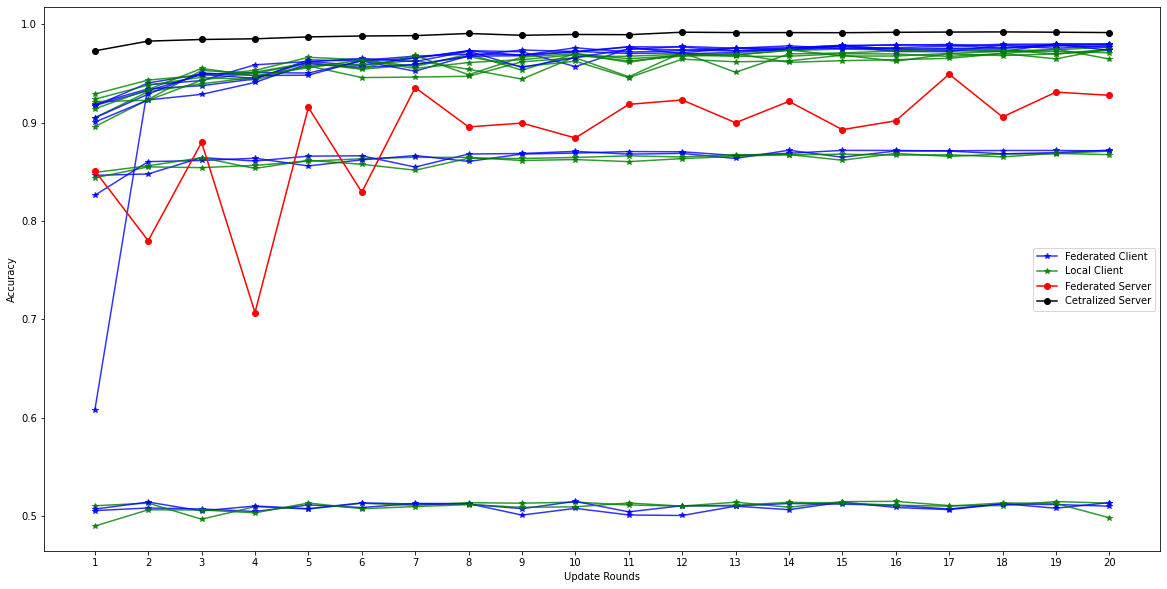 1.0
0.9
0.8
0.7
0.6
0.5
Accuracy
Federated Client
Local Client
Federated Server
Cetralized Server
1 2 3 4 5 6 7 8 9 10 11 12 13 14 15 16 17 18 19 20
Update Rounds